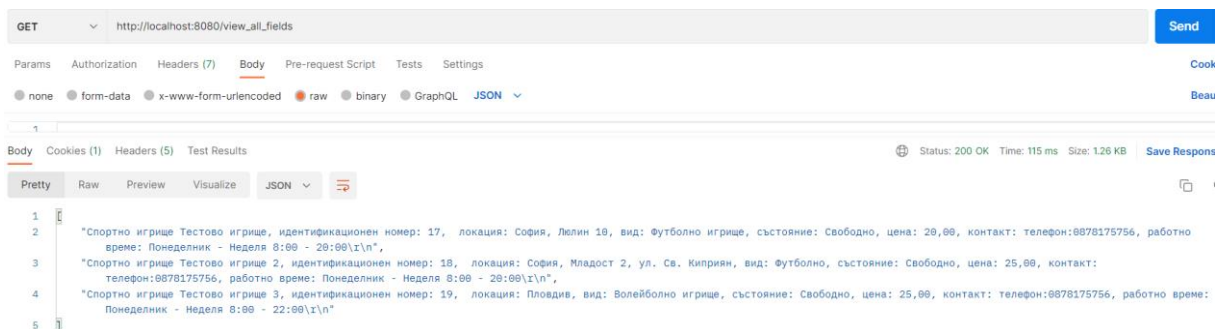 GET http://localhost:8080/view_all_fields Send
Params Authorization Headers (7) Body Pre-request Script Tests Settings Cook
none form-data x-www-form-urlencoded raw binary GraphQL JSON Beau
1
Body Cookies (1) Headers (5) Test Results Status: 200 OK Time: 115 ms Size: 1.26 KB Save Respons
Pretty Raw Preview Visualize JSON
1 [
2 "Спортно игрище Тестово игрище, идентификационен номер: 17, локация: София, Люлин 10, вид: Футболно игрище, състояние: Свободно, цена: 20,00, контакт: телефон:0878175756, работно
време: Понеделник - Неделя 8:00 - 20:00\r\n",
3 "Спортно игрище Тестово игрище 2, идентификационен номер: 18, локация: София, Младост 2, ул. Св. Киприян, вид: Футболно, състояние: Свободно, цена: 25,00, контакт:
телефон:0878175756, работно време: Понеделник - Неделя 8:00 - 20:00\r\n",
4 "Спортно игрище Тестово игрище 3, идентификационен номер: 19, локация: Пловдив, вид: Волейболно игрище, състояние: Свободно, цена: 25,00, контакт: телефон:0878175756, работно време:
Понеделник - Неделя 8:00 - 22:00\r\n"
5 ]